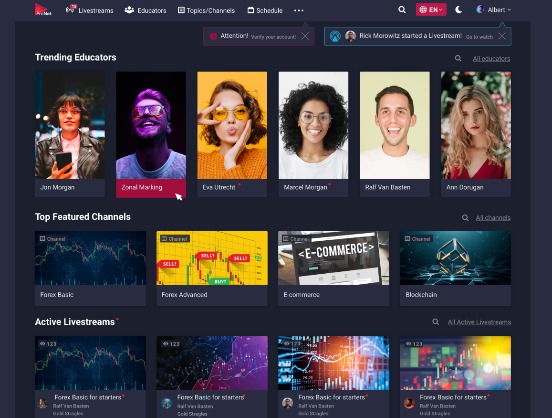 Livestreams
Educators
Topics/Channels
Schedule
EN
Albert
Attention! Verify your account!
Rick Morowitz started a Livestream! Go to watch
Trending Educators
All educators
Jon Morgan
Zonal Marking
Eva Utrecht
Marcel Morgan
Ralf Van Basten
Ann Dorugan
Top Featured Channels
All channels
Channel
Channel
Channel
Channel
SELL?
SELL?
SELL?
BUY?
<E-COMMERCE>
Forex Basic
Forex Advanced
E-commerce
Blockchain
Active Livestreams
All Active Livestreams
123
123
123
123
Forex Basic for starters
Ralf Van Basten
Gold Stragles
Forex Basic for starters
Ralf Van Basten
Gold Stragles
Forex Basic for starters
Ralf Van Basten
Gold Stragles
Forex Basic for starters
Ralf Van Basten
Gold Stragles